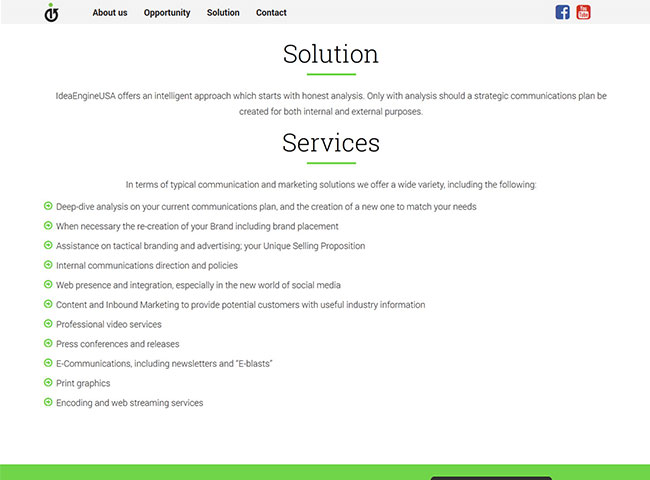 About us Opportunity Solution Contact
You Tube
Solution
IdeaEngineUSA offers an intelligent approach which starts with honest analysis. Only with analysis should a strategic communications plan be
created for both internal and external purposes.
Services
In terms of typical communication and marketing solutions we offer a wide variety, including the following:
Deep-dive analysis on your current communications plan, and the creation of a new one to match your needs
When necessary the re-creation of your Brand including brand placement
Assistance on tactical branding and advertising; your Unique Selling Proposition
Internal communications direction and policies
Web presence and integration, especially in the new world of social media
Content and Inbound Marketing to provide potential customers with useful industry information
Professional video services
Press conferences and releases
E-Communications, including newsletters and “E-blasts”
Print graphics
Encoding and web streaming services